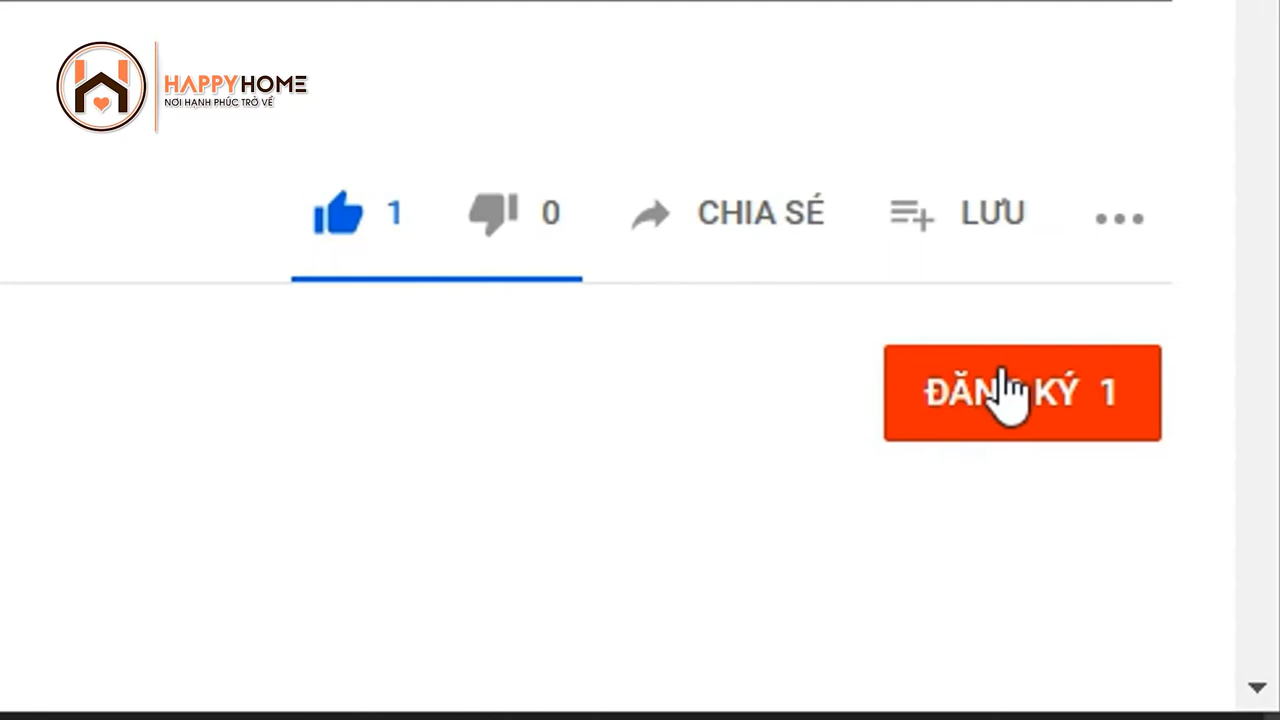 HAPPYHOME
NƠI HẠNH PHÚC TRỞ VỀ
1 0 CHIA SẺ LƯU
ĐĂNG KÝ 1